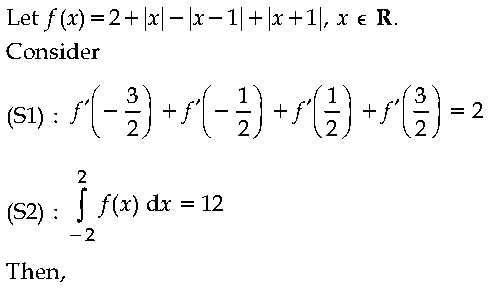 Let f(x) = 2 + |x| − |x − 1| + |x + 1|, x ϵ R.
Consider
(S1) : f′(−3/2) + f′(−1/2) + f′(1/2) + f′(3/2) = 2
(S2) : ∫_{−2}^{2} f(x) dx = 12
Then,